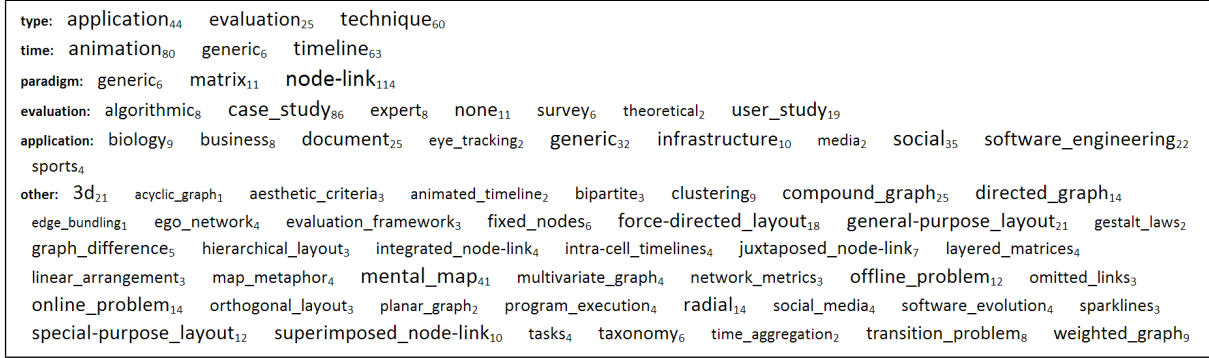 type: application44 evaluation25 technique60
time: animation80 generic6 timeline63
paradigm: generic6 matrix11 node-link114
evaluation: algorithmic8 case_study86 expert8 none11 survey6 theoretical2 user_study19
application: biology9 business8 document25 eye_tracking2 generic32 infrastructure10 media2 social35 software_engineering22
sports4
other: 3d21 acyclic_graph1 aesthetic_criteria3 animated_timeline2 bipartite3 clustering9 compound_graph25 directed_graph14
edge_bundling1 ego_network4 evaluation_framework3 fixed_nodes6 force-directed_layout18 general-purpose_layout21 gestalt_laws2
graph_difference5 hierarchical_layout3 integrated_node-link4 intra-cell_timelines4 juxtaposed_node-link7 layered_matrices4
linear_arrangement3 map_metaphor4 mental_map41 multivariate_graph4 network_metrics3 offline_problem12 omitted_links3
online_problem14 orthogonal_layout3 planar_graph2 program_execution4 radial14 social_media4 software_evolution4 sparklines3
special-purpose_layout12 superimposed_node-link10 tasks4 taxonomy6 time_aggregation2 transition_problem8 weighted_graph9